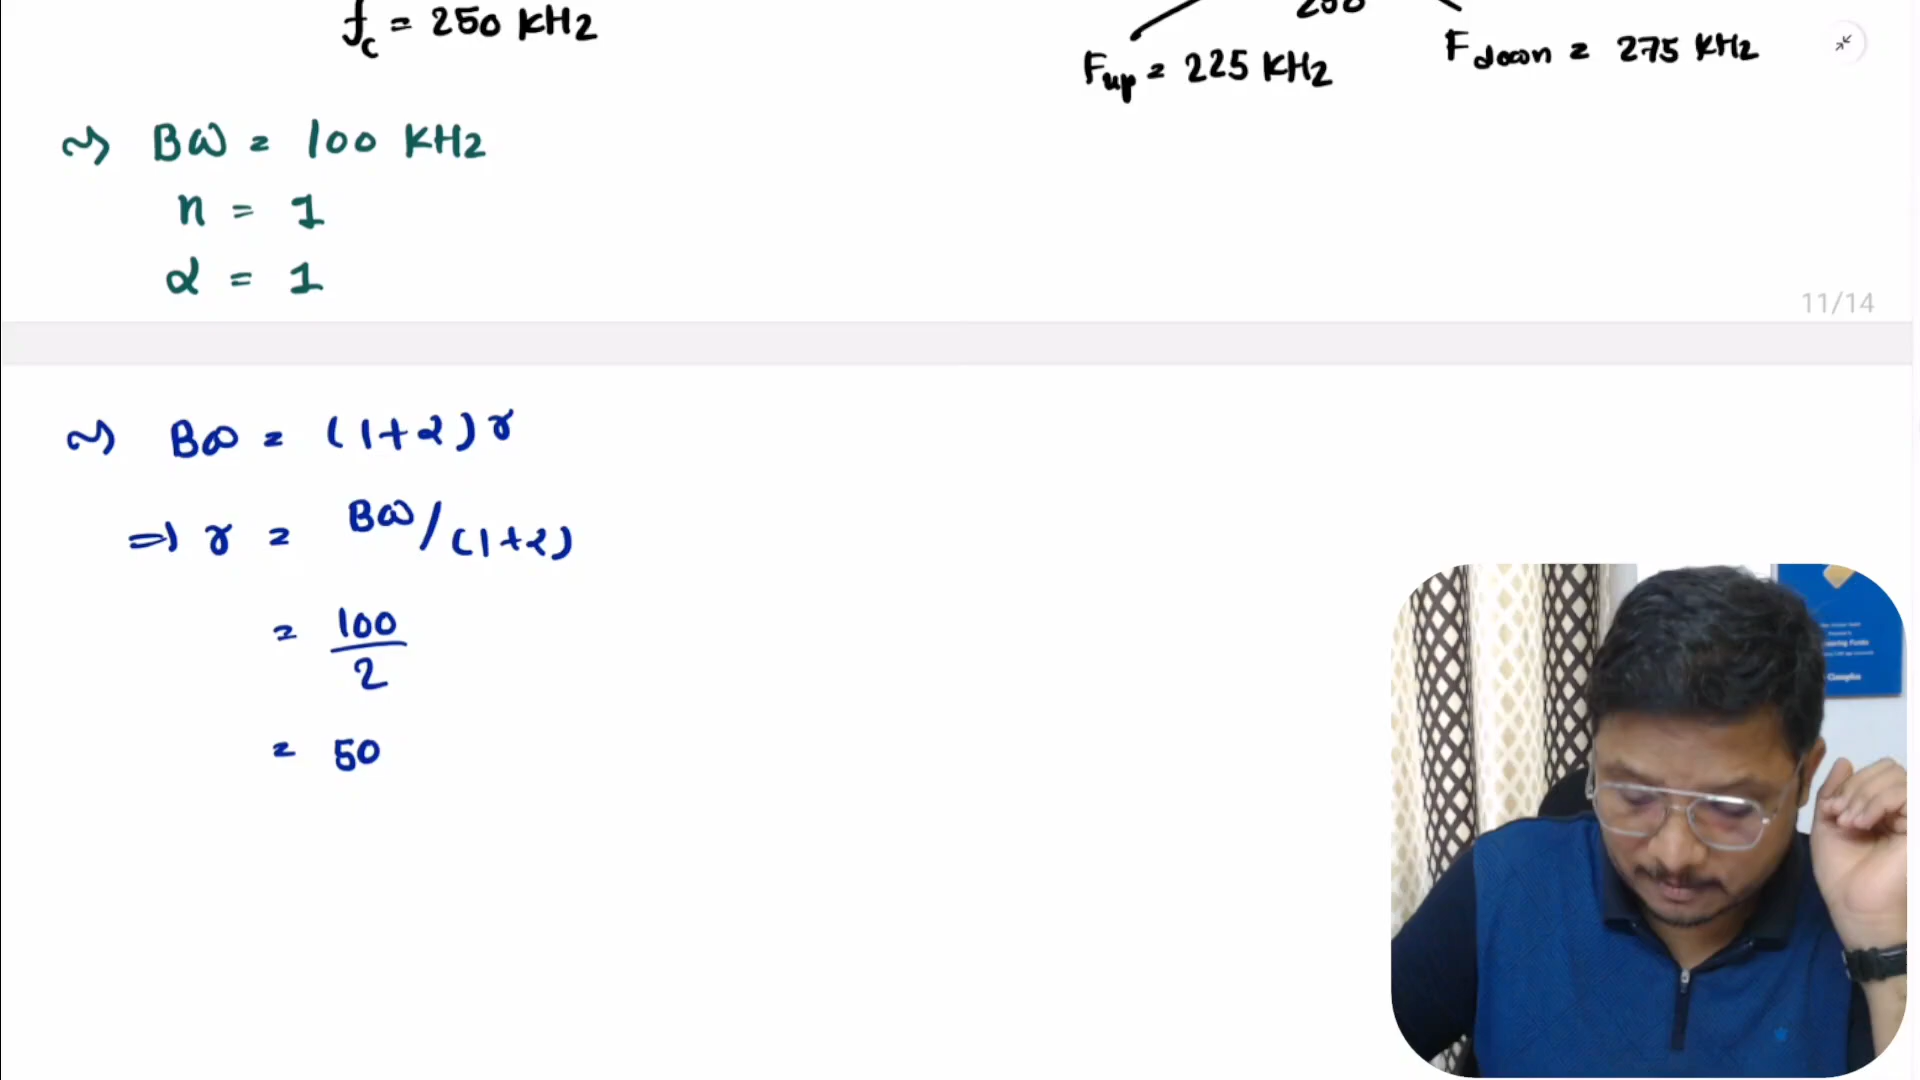 f_c = 250 KHz
F_up = 225 KHz
F_down = 275 KHz
~> BW = 100 KHz
n = 1
α = 1
11/14
~> BW = (1+α)r
=> r = BW/(1+α)
= 100/2
= 50